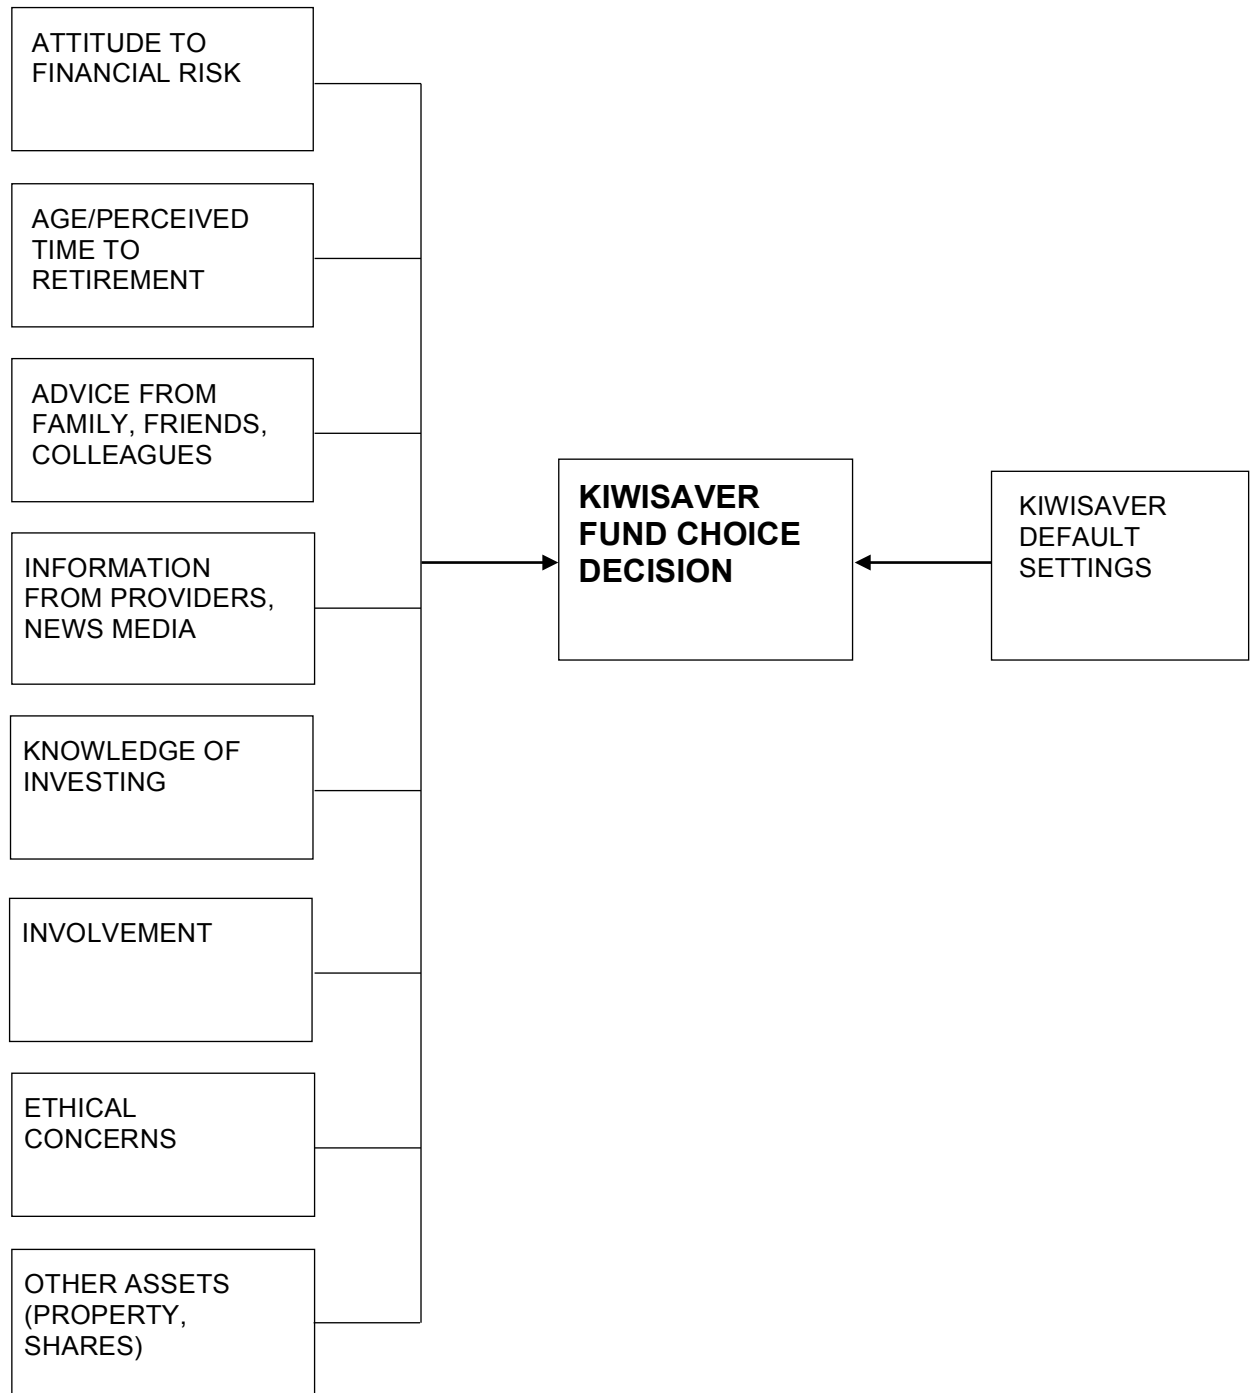 ATTITUDE TO
FINANCIAL RISK
AGE/PERCEIVED
TIME TO
RETIREMENT
ADVICE FROM
FAMILY, FRIENDS,
COLLEAGUES
INFORMATION
FROM PROVIDERS,
NEWS MEDIA
KNOWLEDGE OF
INVESTING
INVOLVEMENT
ETHICAL
CONCERNS
OTHER ASSETS
(PROPERTY,
SHARES)
KIWISAVER
FUND CHOICE
DECISION
KIWISAVER
DEFAULT
SETTINGS